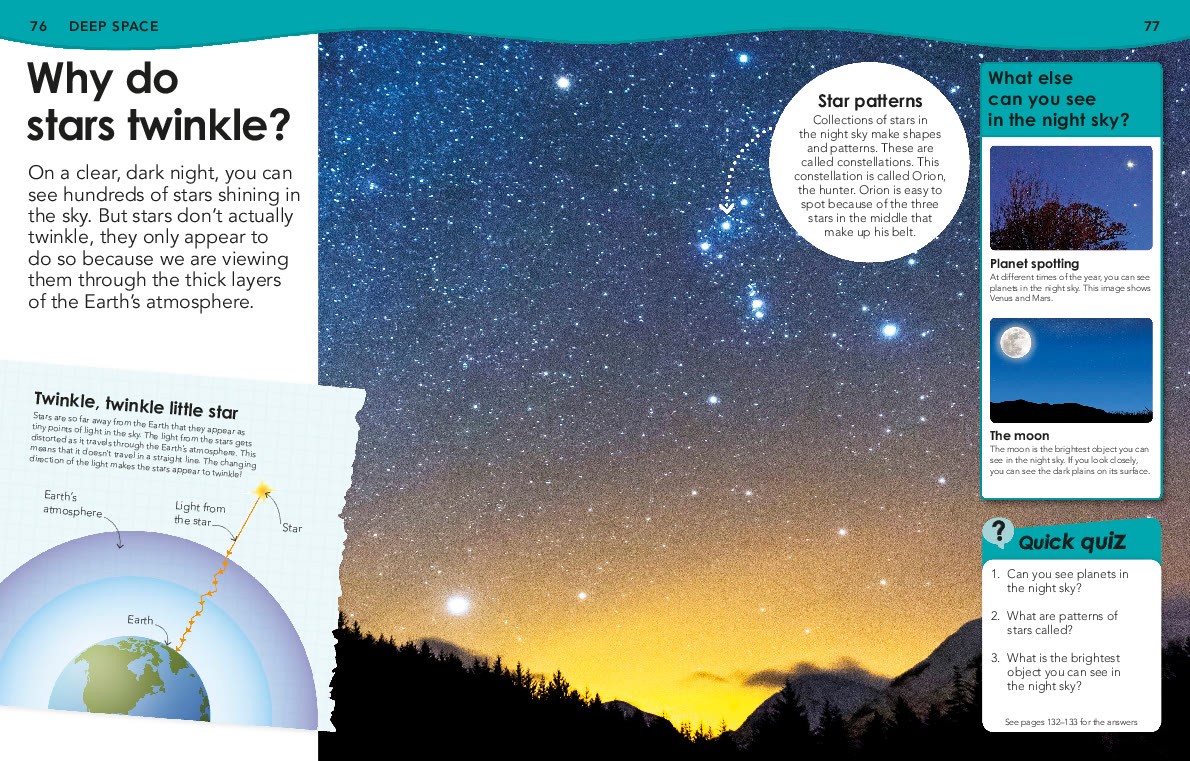 76 DEEP SPACE
77
Why do
stars twinkle?
On a clear, dark night, you can
see hundreds of stars shining in
the sky. But stars don’t actually
twinkle, they only appear to
do so because we are viewing
them through the thick layers
of the Earth’s atmosphere.
Twinkle, twinkle little star
Stars are so far away from the Earth that they appear as
tiny points of light in the sky. The light from the stars gets
distorted as it travels through the Earth’s atmosphere. This
means that it doesn’t travel in a straight line. The changing
direction of the light makes the stars appear to twinkle!
Earth’s
atmosphere
Light from
the star
Star
Earth
Star patterns
Collections of stars in
the night sky make shapes
and patterns. These are
called constellations. This
constellation is called Orion,
the hunter. Orion is easy to
spot because of the three
stars in the middle that
make up his belt.
What else
can you see
in the night sky?
Planet spotting
At different times of the year, you can see
planets in the night sky. This image shows
Venus and Mars.
The moon
The moon is the brightest object you can
see in the night sky. If you look closely,
you can see the dark plains on its surface.
? Quick quiz
1. Can you see planets in
the night sky?
2. What are patterns of
stars called?
3. What is the brightest
object you can see in
the night sky?
See pages 132–133 for the answers